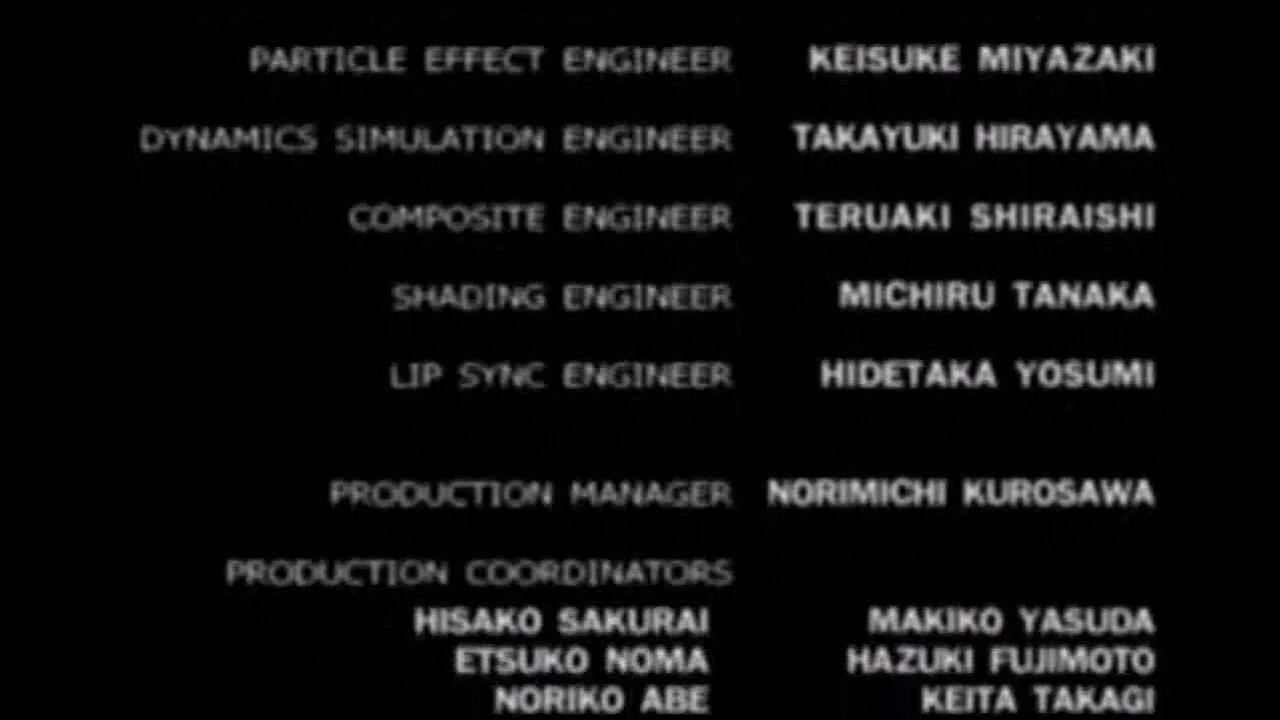 PARTICLE EFFECT ENGINEER KEISUKE MIYAZAKI
DYNAMICS SIMULATION ENGINEER TAKAYUKI HIRAYAMA
COMPOSITE ENGINEER TERUAKI SHIRAISHI
SHADING ENGINEER MICHIRU TANAKA
LIP SYNC ENGINEER HIDETAKA YOSUMI
PRODUCTION MANAGER NORIMICHI KUROSAWA
PRODUCTION COORDINATORS
HISAKO SAKURAI MAKIKO YASUDA
ETSUKO NOMA HAZUKI FUJIMOTO
NORIKO ABE KEITA TAKAGI